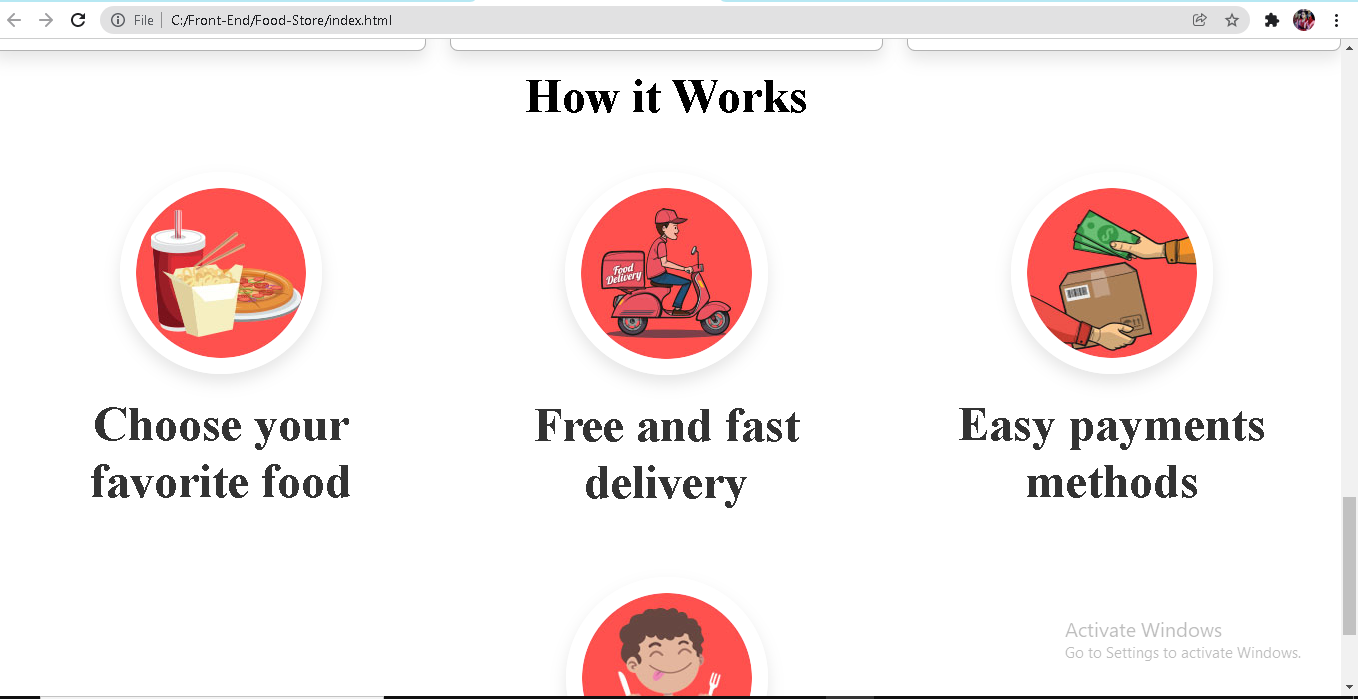 File | C:/Front-End/Food-Store/index.html
How it Works
Food
Delivery
Choose your
favorite food
Free and fast
delivery
Easy payments
methods
Activate Windows
Go to Settings to activate Windows.